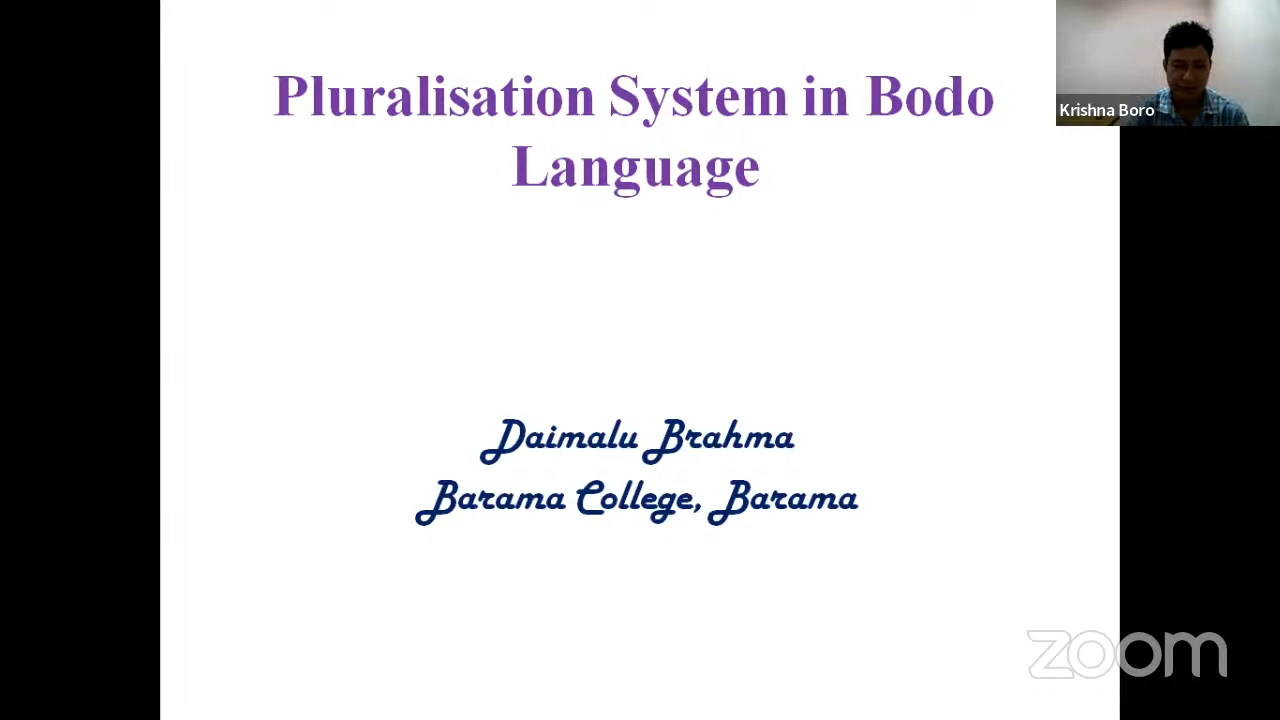 Pluralisation System in Bodo
Language
Krishna Boro
Daimalu Brahma
Barama College, Barama
zoom